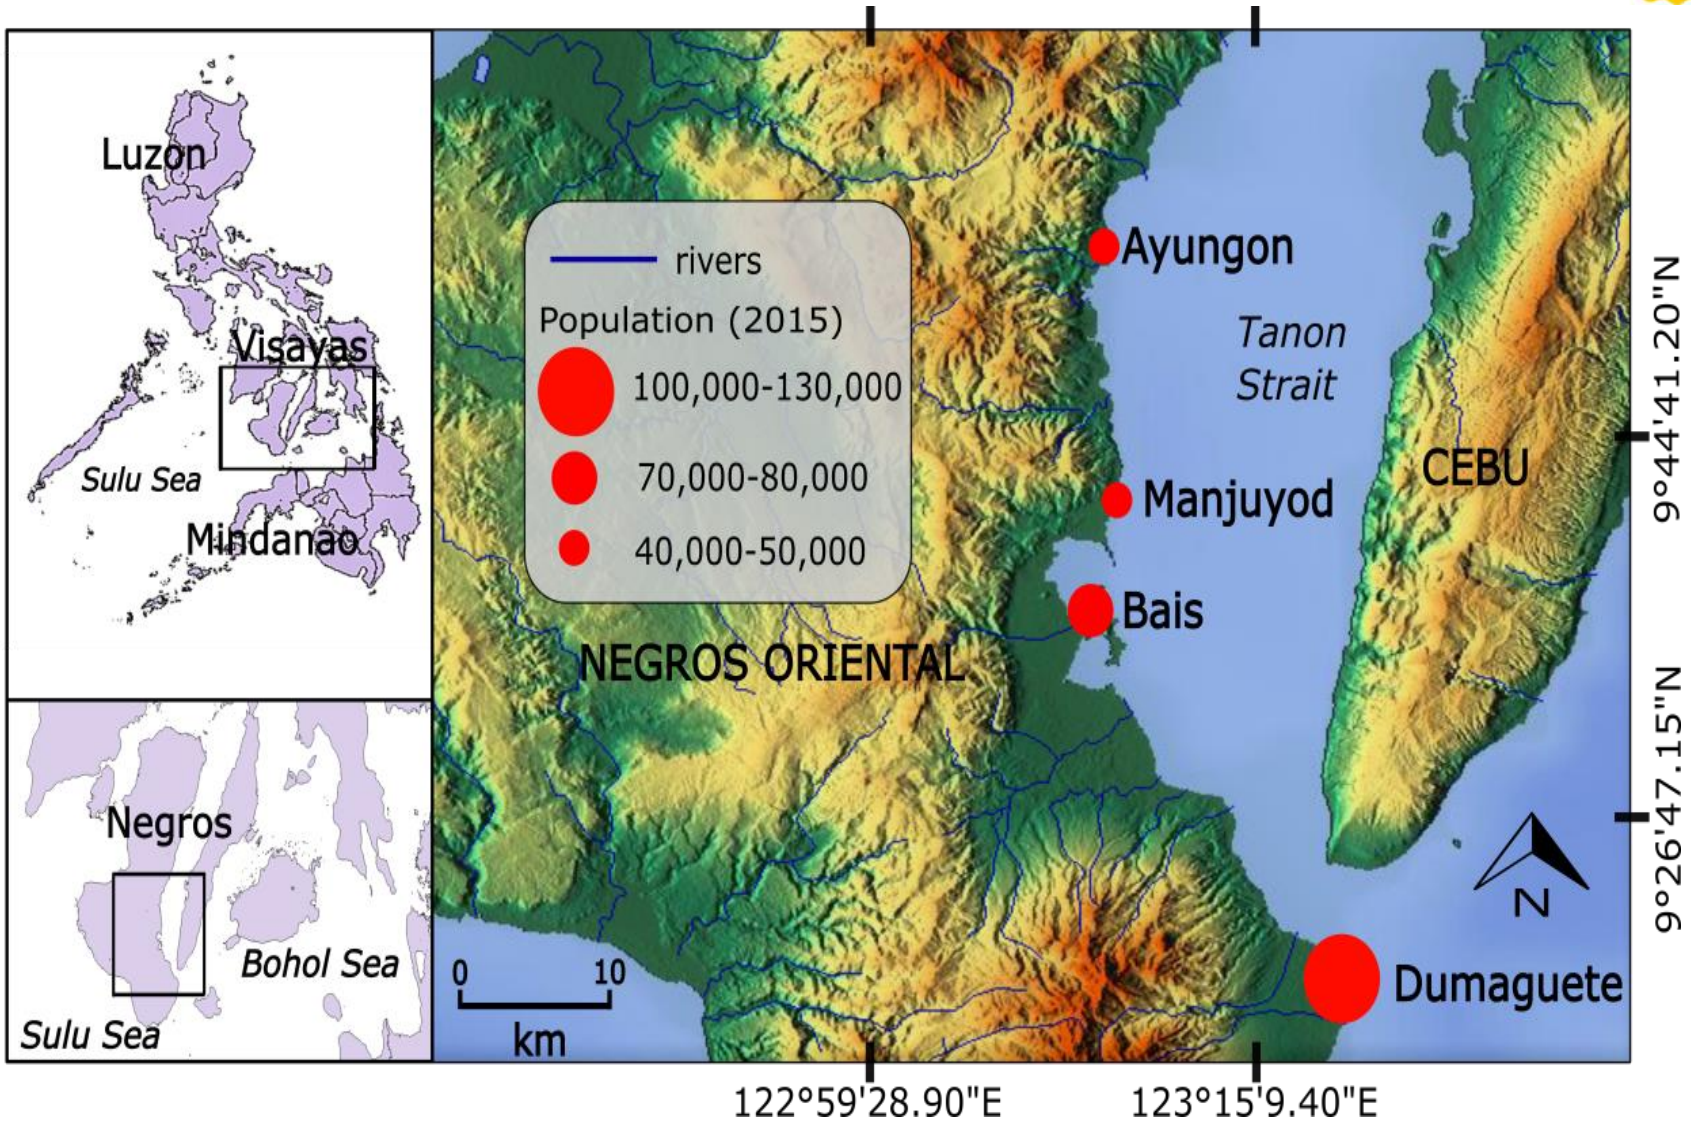 Luzon
Visayas
Sulu Sea
Mindanao
Negros
Bohol Sea
Sulu Sea
rivers
Population (2015)
100,000-130,000
70,000-80,000
40,000-50,000
Ayungon
Tanon
Strait
CEBU
Manjuyod
Bais
NEGROS ORIENTAL
N
Dumaguete
0 10
km
9°44'41.20"N
9°26'47.15"N
122°59'28.90"E
123°15'9.40"E